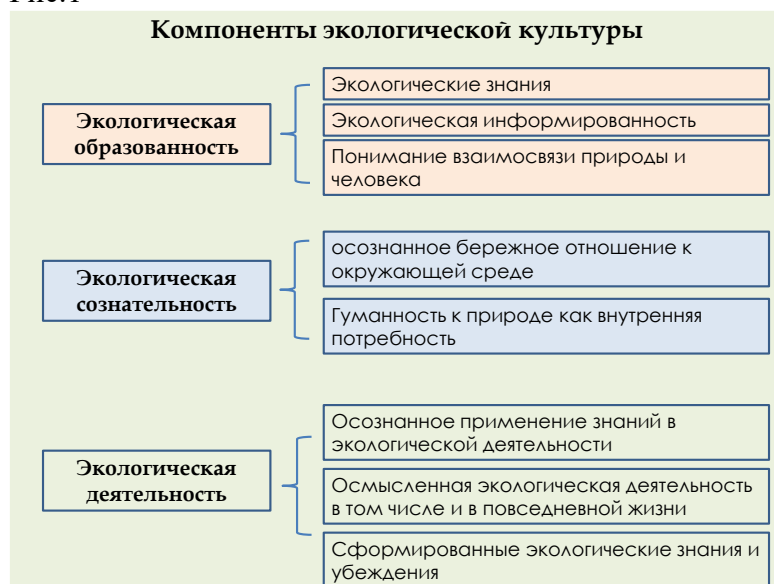 Компоненты экологической культуры
Экологическая
образованность
Экологические знания
Экологическая информированность
Понимание взаимосвязи природы и
человека
Экологическая
сознательность
осознанное бережное отношение к
окружающей среде
Гуманность к природе как внутренняя
потребность
Экологическая
деятельность
Осознанное применение знаний в
экологической деятельности
Осмысленная экологическая деятельность
в том числе и в повседневной жизни
Сформированные экологические знания и
убеждения